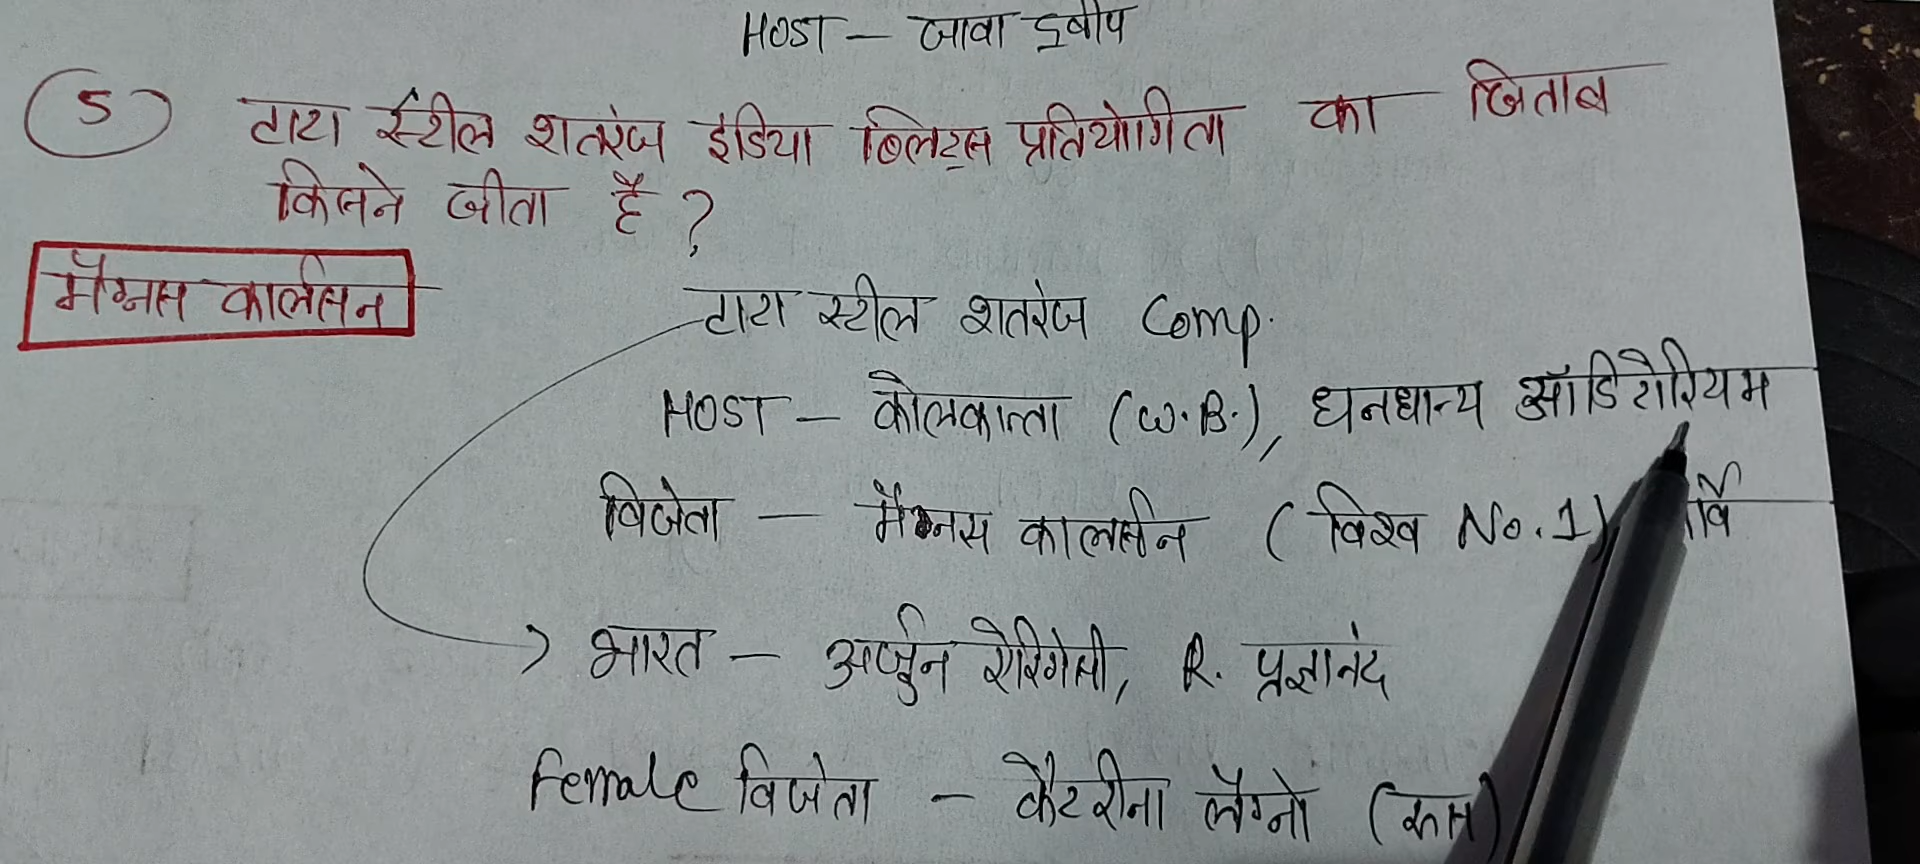 HOST – जावा द्वीप
5 टाटा स्टील शतरंज इंडिया ब्लिट्स प्रतियोगिता का खिताब
किसने जीता है ?
मैग्नस कार्लसन
टाटा स्टील शतरंज Comp.
HOST – कोलकाता (W.B.), धनधान्य ऑडिटोरियम
विजेता – मैग्नस कार्लसन (विश्व No. 1)
भारत – अर्जुन एरिगेसी, R. प्रज्ञानंद
Female विजेता – कैटरीना लैग्नो (रूस)